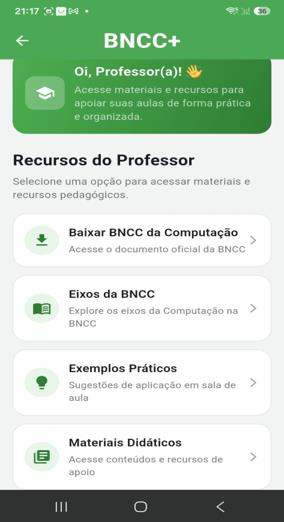 21:17
36
BNCC+
Oi, Professor(a)! 👋
Acesse materiais e recursos para
apoiar suas aulas de forma prática
e organizada.
Recursos do Professor
Selecione uma opção para acessar materiais e
recursos pedagógicos.
Baixar BNCC da Computação
Acesse o documento oficial da BNCC
Eixos da BNCC
Explore os eixos da Computação na
BNCC
Exemplos Práticos
Sugestões de aplicação em sala de
aula
Materiais Didáticos
Acesse conteúdos e recursos de
apoio